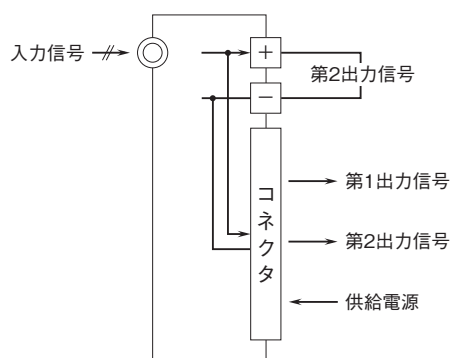 入力信号
+
第2出力信号
−
コネクタ
第1出力信号
第2出力信号
供給電源